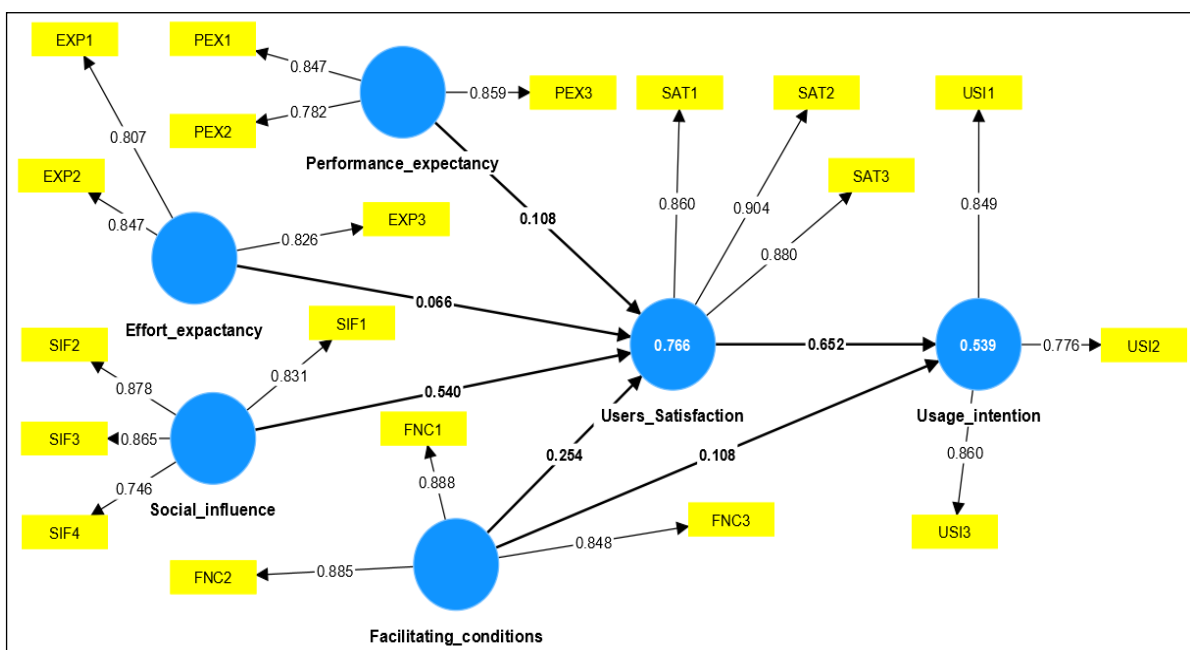 EXP1
PEX1
0.847
PEX2
0.782
0.859
PEX3
Performance_expectancy
0.807
EXP2
0.847
0.826
EXP3
Effort_expactancy
SAT1
0.860
SAT2
0.904
SAT3
0.880
USI1
0.849
0.108
0.066
SIF2
0.878
SIF1
0.831
SIF3
0.865
SIF4
0.746
Social_influence
0.540
0.766
Users_Satisfaction
0.652
0.539
Usage_intention
0.776
USI2
0.860
USI3
0.254
0.108
FNC1
0.888
FNC2
0.885
0.848
FNC3
Facilitating_conditions